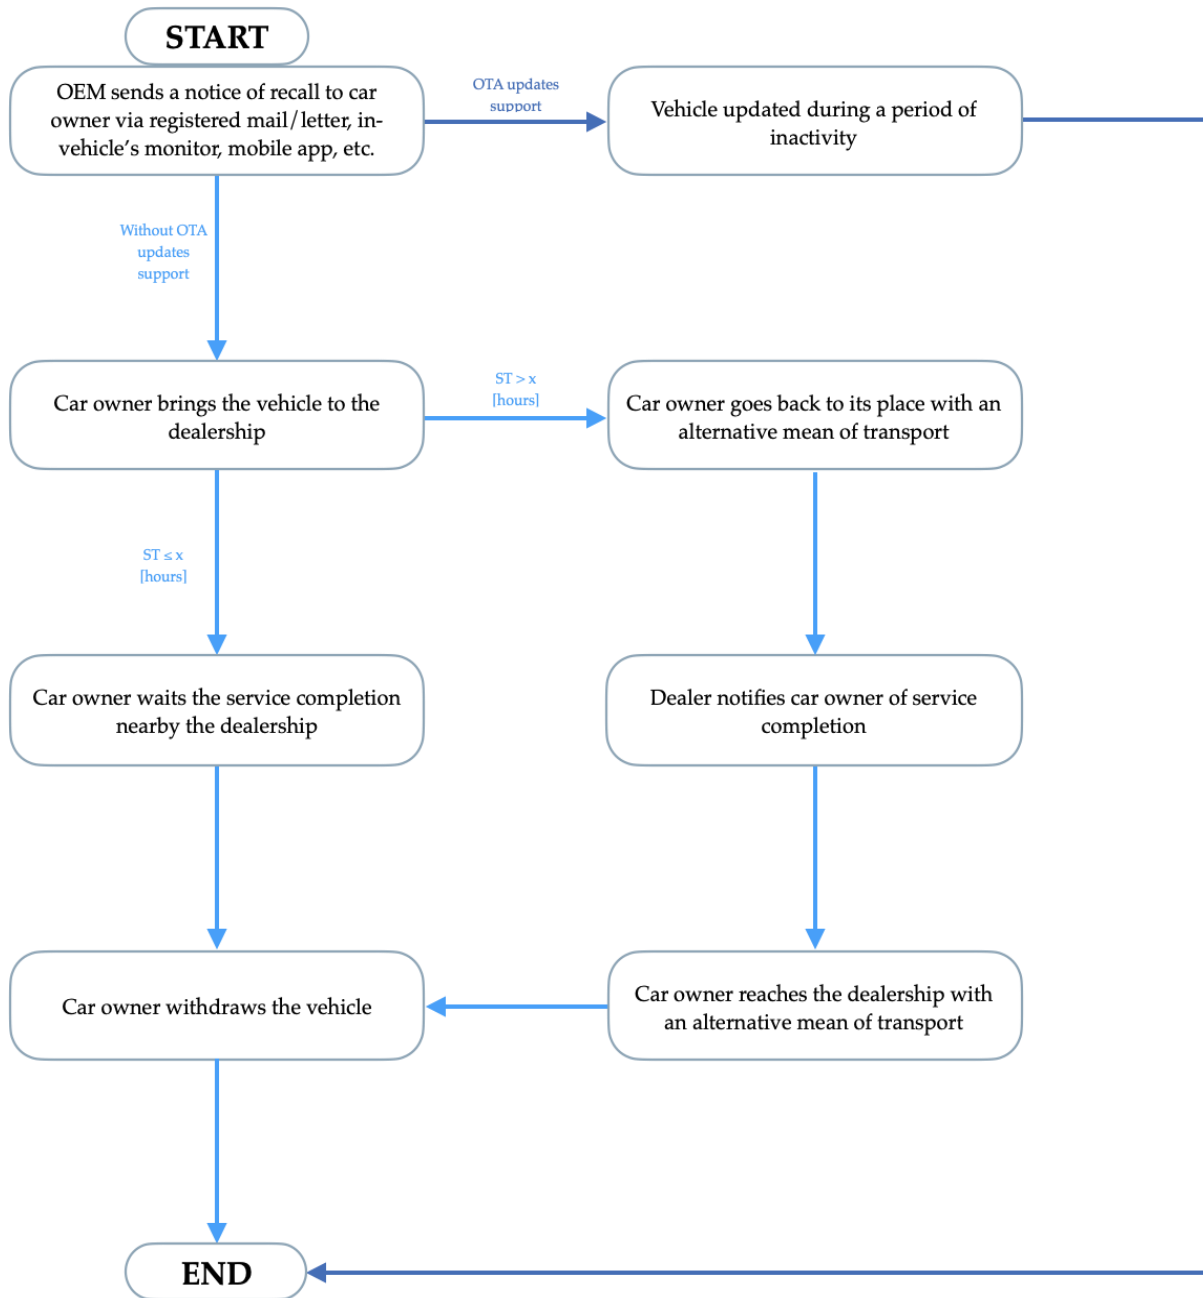 START
OEM sends a notice of recall to car
owner via registered mail/letter, in-
vehicle's monitor, mobile app, etc.
OTA updates
support
Vehicle updated during a period of
inactivity
Without OTA
updates
support
Car owner brings the vehicle to the
dealership
ST > x
[hours]
Car owner goes back to its place with an
alternative mean of transport
ST ≤ x
[hours]
Car owner waits the service completion
nearby the dealership
Dealer notifies car owner of service
completion
Car owner withdraws the vehicle
Car owner reaches the dealership with
an alternative mean of transport
END